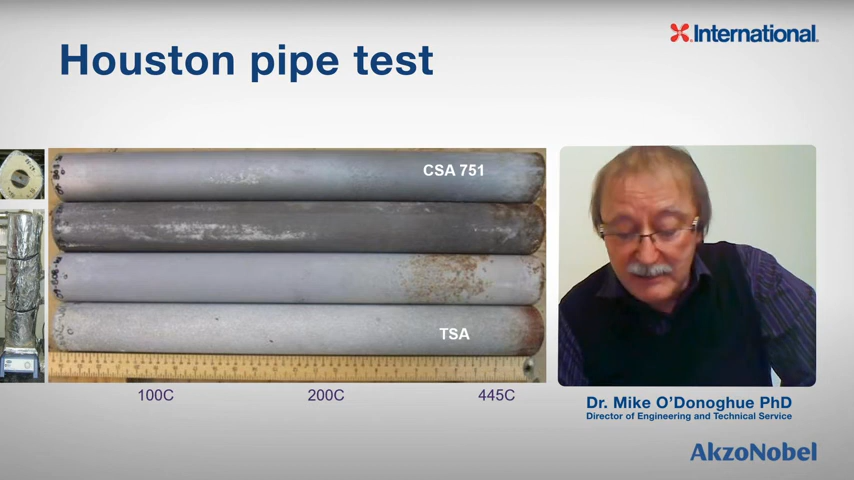 Houston pipe test
International
CSA 751
TSA
100C
200C
445C
Dr. Mike O'Donoghue PhD
Director of Engineering and Technical Service
AkzoNobel